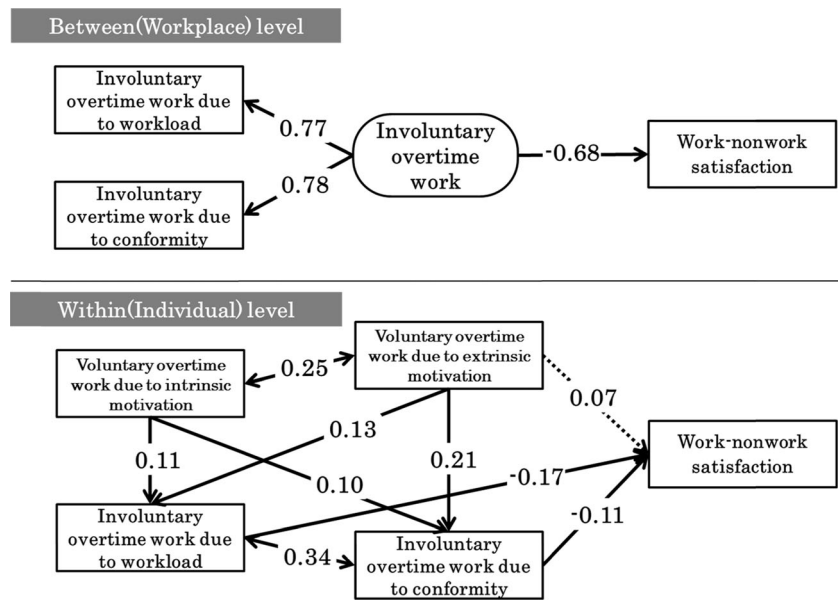 Between(Workplace) level
Involuntary
overtime work due
to workload
0.77
Involuntary
overtime
work
-0.68
Work-nonwork
satisfaction
0.78
Involuntary
overtime work due
to conformity
Within(Individual) level
Voluntary overtime
work due to intrinsic
motivation
0.25
Voluntary overtime
work due to extrinsic
motivation
0.07
0.11
0.13
0.10
0.21
-0.17
Work-nonwork
satisfaction
-0.11
Involuntary
overtime work due
to workload
0.34
Involuntary
overtime work due
to conformity